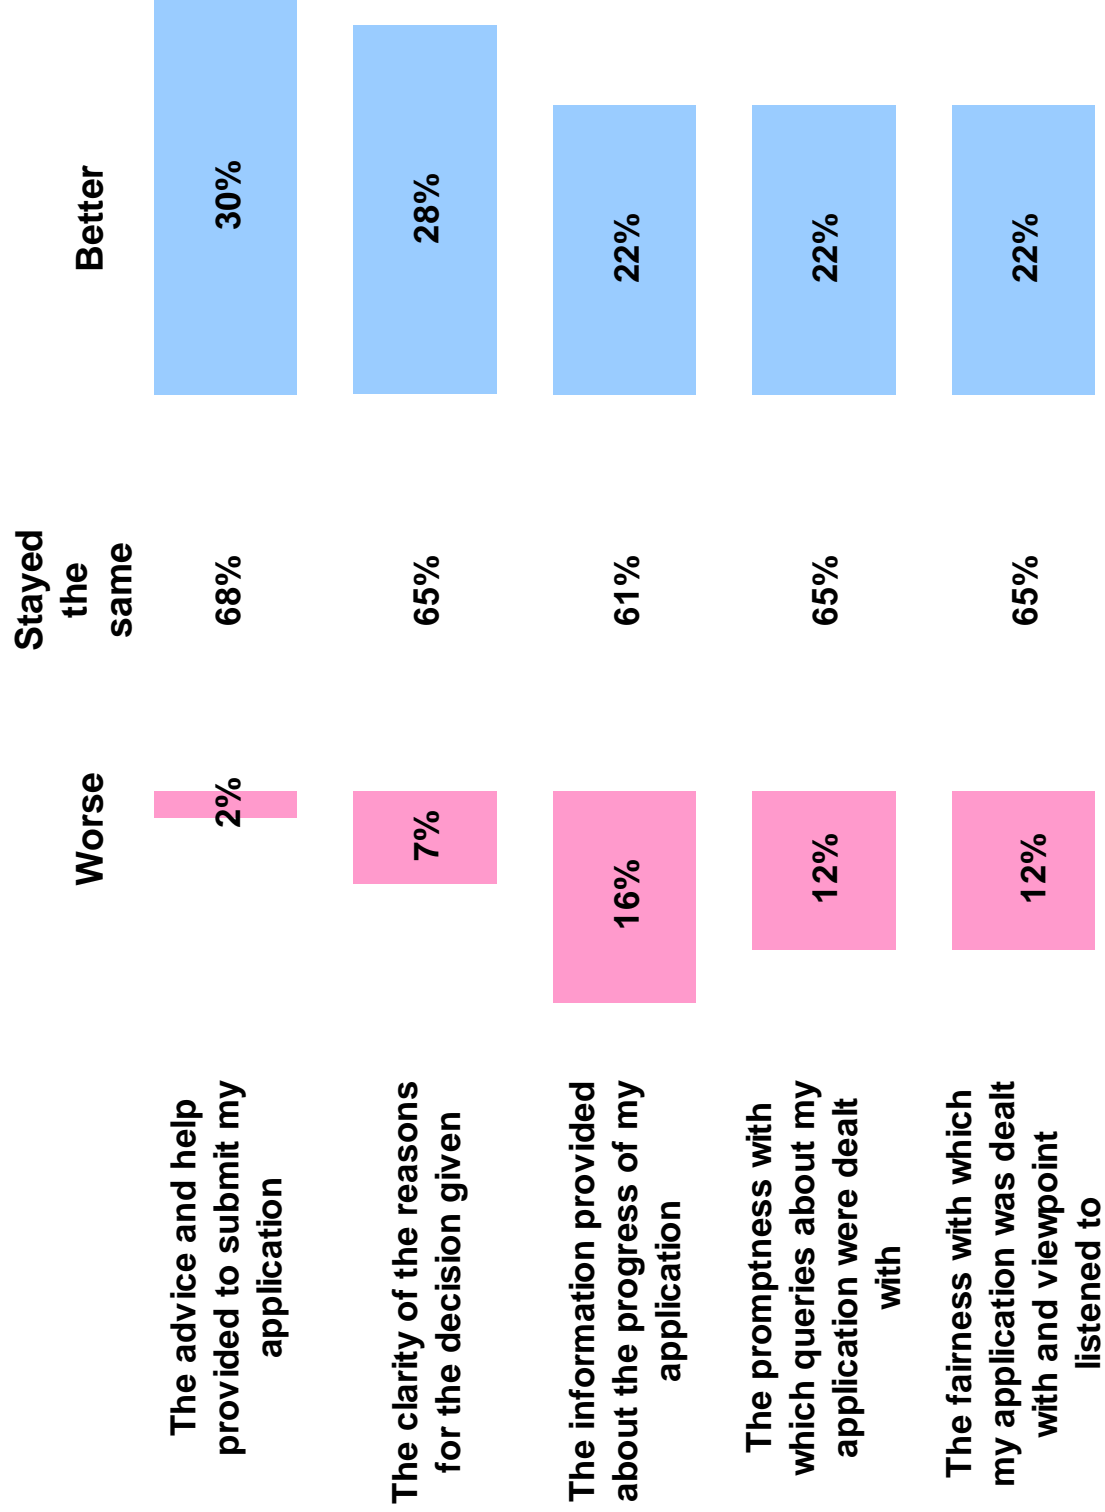 Worse
Stayed
the
same
Better
The advice and help
provided to submit my
application
2%
68%
30%
The clarity of the reasons
for the decision given
7%
65%
28%
The information provided
about the progress of my
application
16%
61%
22%
The promptness with
which queries about my
application were dealt
with
12%
65%
22%
The fairness with which
my application was dealt
with and viewpoint
listened to
12%
65%
22%